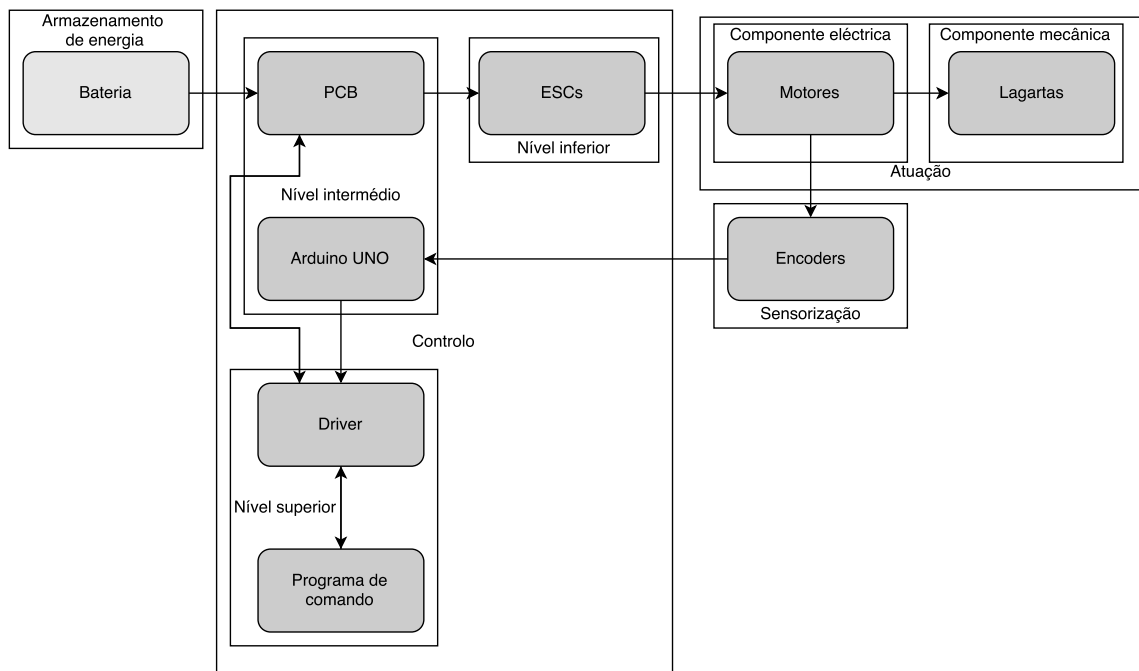 Armazenamento
de energia
Bateria
PCB
ESCs
Nível inferior
Componente eléctrica
Motores
Componente mecânica
Lagartas
Atuação
Nível intermédio
Arduino UNO
Encoders
Sensorização
Controlo
Driver
Nível superior
Programa de
comando